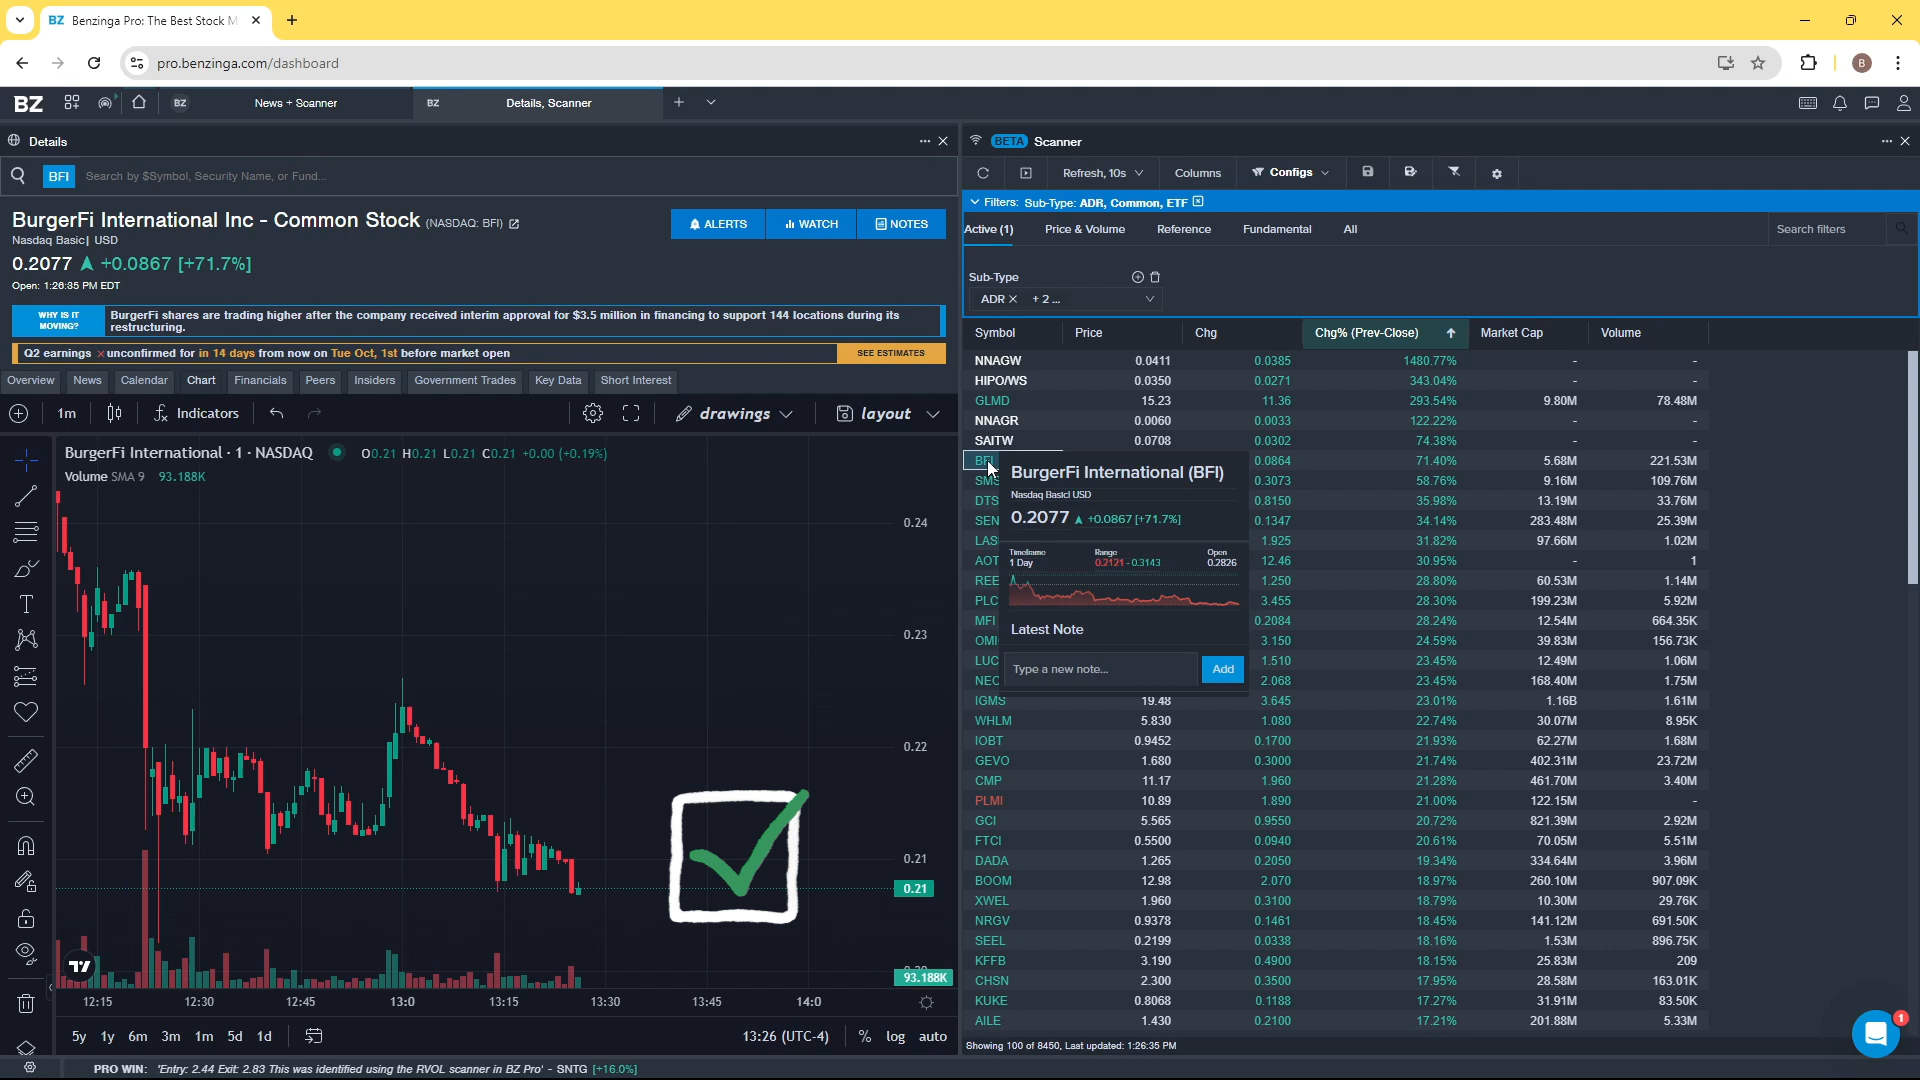 BZ Benzinga Pro: The Best Stock M
pro.benzinga.com/dashboard
B
BZ
BZ News + Scanner
BZ Details, Scanner
Details
BFI Search by $Symbol, Security Name, or Fund...
BurgerFi International Inc - Common Stock (NASDAQ: BFI)
ALERTS WATCH NOTES
Nasdaq Basic| USD
0.2077 +0.0867 [+71.7%]
Open: 1:26:35 PM EDT
WHY IS IT MOVING?
BurgerFi shares are trading higher after the company received interim approval for $3.5 million in financing to support 144 locations during its
restructuring.
Q2 earnings ×unconfirmed for in 14 days from now on Tue Oct, 1st before market open
SEE ESTIMATES
Overview News Calendar Chart Financials Peers Insiders Government Trades Key Data Short Interest
1m Indicators drawings layout
BurgerFi International · 1 · NASDAQ O0.21 H0.21 L0.21 C0.21 +0.00 (+0.19%)
Volume SMA 9 93.188K
0.24
0.23
0.22
0.21
0.21
93.188K
12:15 12:30 12:45 13:0 13:15 13:30 13:45 14:0
5y 1y 6m 3m 1m 5d 1d 13:26 (UTC-4) % log auto
BETA Scanner
Refresh, 10s Columns Configs
Filters: Sub-Type: ADR, Common, ETF
Active (1) Price & Volume Reference Fundamental All Search filters
Sub-Type
ADR × + 2 ...
Symbol Price Chg Chg% (Prev-Close) Market Cap Volume
NNAGW 0.0411 0.0385 1480.77% - -
HIPO/WS 0.0350 0.0271 343.04% - -
GLMD 15.23 11.36 293.54% 9.80M 78.48M
NNAGR 0.0060 0.0033 122.22% - -
SAITW 0.0708 0.0302 74.38% - -
BFI 0.0864 71.40% 5.68M 221.53M
SMS 0.3073 58.76% 9.16M 109.76M
DTS 0.8150 35.98% 13.19M 33.76M
SEN 0.1347 34.14% 283.48M 25.39M
LAS 1.925 31.82% 97.66M 1.02M
AOT 12.46 30.95% - 1
REE 1.250 28.80% 60.53M 1.14M
PLC 3.455 28.30% 199.23M 5.92M
MFI 0.2084 28.24% 12.54M 664.35K
OMI 3.150 24.59% 39.83M 156.73K
LUC 1.510 23.45% 12.49M 1.06M
NEO 2.068 23.45% 168.40M 1.75M
IGMS 19.48 3.645 23.01% 1.16B 1.61M
WHLM 5.830 1.080 22.74% 30.07M 8.95K
IOBT 0.9452 0.1700 21.93% 62.27M 1.68M
GEVO 1.680 0.3000 21.74% 402.31M 23.72M
CMP 11.17 1.960 21.28% 461.70M 3.40M
PLMI 10.89 1.890 21.00% 122.15M -
GCI 5.565 0.9550 20.72% 821.39M 2.92M
FTCI 0.5500 0.0940 20.61% 70.05M 5.51M
DADA 1.265 0.2050 19.34% 334.64M 3.96M
BOOM 12.98 2.070 18.97% 260.10M 907.09K
XWEL 1.960 0.3100 18.79% 10.30M 29.76K
NRGV 0.9378 0.1461 18.45% 141.12M 691.50K
SEEL 0.2199 0.0338 18.16% 1.53M 896.75K
KFFB 3.190 0.4900 18.15% 25.83M 209
CHSN 2.300 0.3500 17.95% 28.58M 163.01K
KUKE 0.8068 0.1188 17.27% 31.91M 83.50K
AILE 1.430 0.2100 17.21% 201.88M 5.33M
BurgerFi International (BFI)
Nasdaq Basic| USD
0.2077 +0.0867 [+71.7%]
Timeframe Range Open
1 Day 0.2121 - 0.3143 0.2826
Latest Note
Type a new note... Add
Showing 100 of 8450, Last updated: 1:26:35 PM
1
PRO WIN: 'Entry: 2.44 Exit: 2.83 This was identified using the RVOL scanner in BZ Pro' - SNTG [+16.0%]